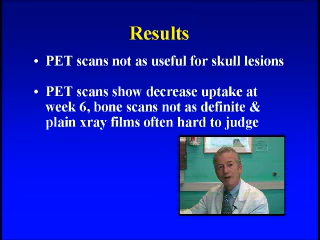 Results
• PET scans not as useful for skull lesions
• PET scans show decrease uptake at
week 6, bone scans not as definite &
plain xray films often hard to judge